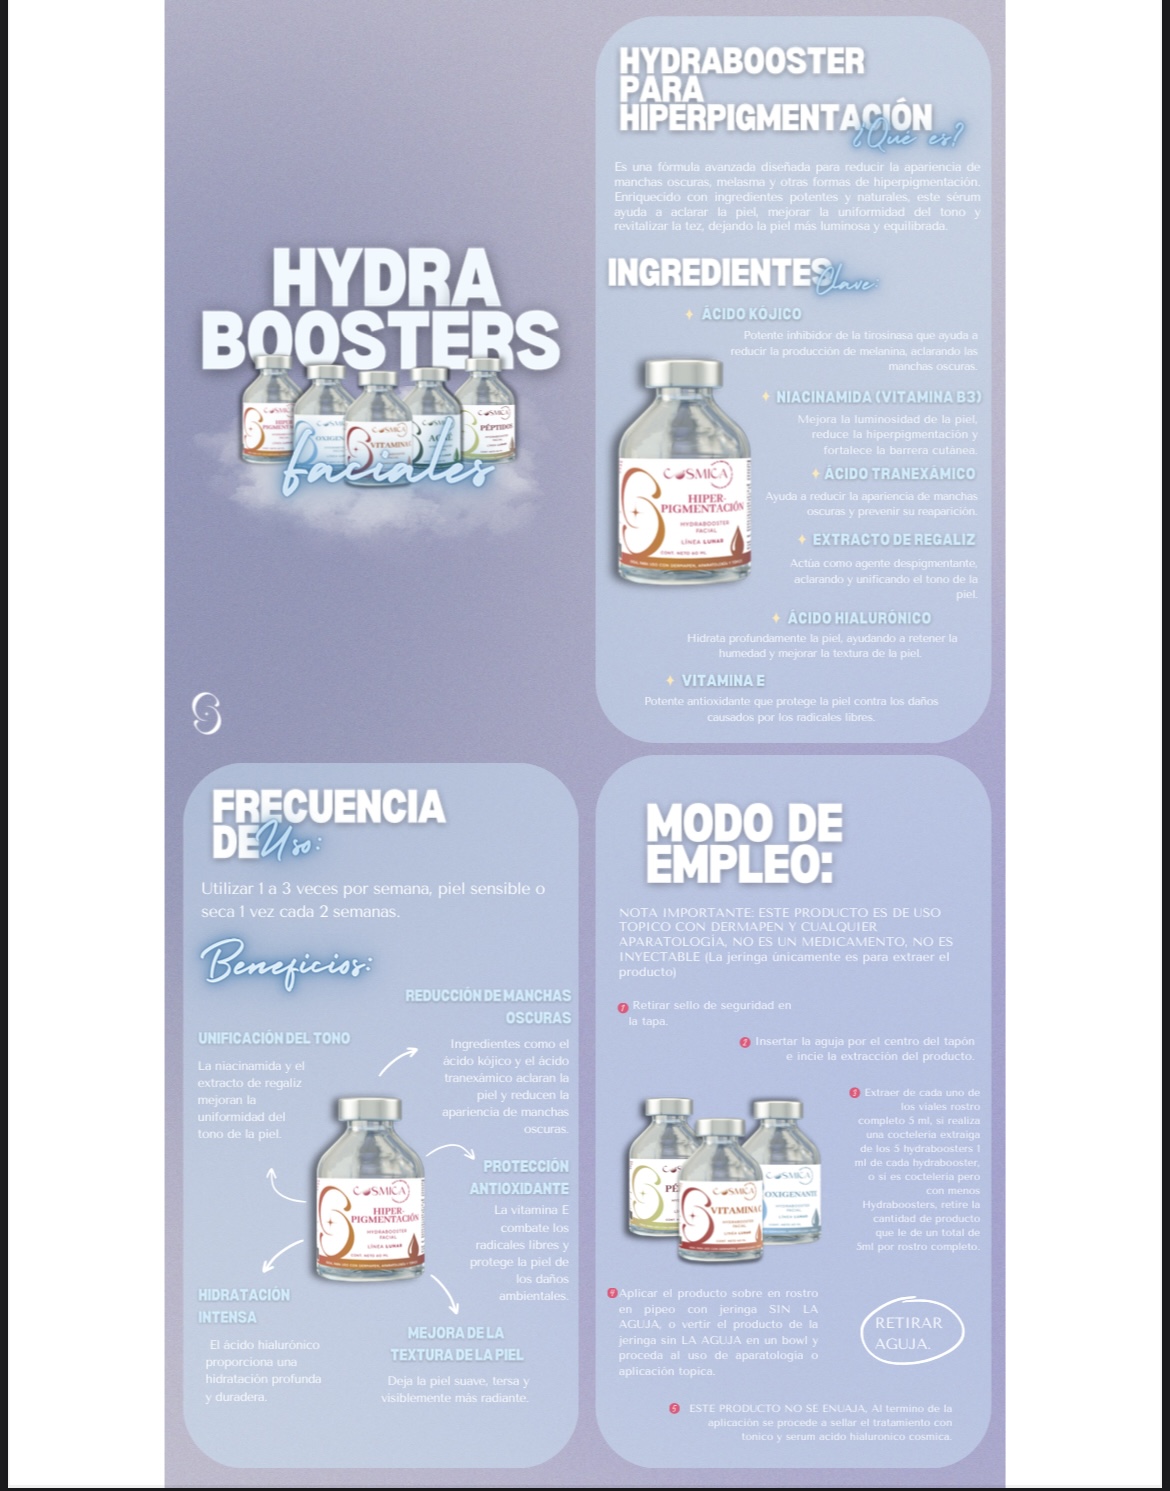 HYDRA
BOOSTERS
faciales
HYDRABOOSTER
PARA
HIPERPIGMENTACIÓN
¿Qué es?
Es una fórmula avanzada diseñada para reducir la apariencia de
manchas oscuras, melasma y otras formas de hiperpigmentación.
Enriquecido con ingredientes potentes y naturales, este sérum
ayuda a aclarar la piel, mejorar la uniformidad del tono y
revitalizar la tez, dejando la piel más luminosa y equilibrada.
INGREDIENTES
Clave:
ÁCIDO KÓJICO
Potente inhibidor de la tirosinasa que ayuda a
reducir la producción de melanina, aclarando las
manchas oscuras.
NIACINAMIDA (VITAMINA B3)
Mejora la luminosidad de la piel,
reduce la hiperpigmentación y
fortalece la barrera cutánea.
ÁCIDO TRANEXÁMICO
Ayuda a reducir la apariencia de manchas
oscuras y prevenir su reaparición.
EXTRACTO DE REGALIZ
Actúa como agente despigmentante,
aclarando y unificando el tono de la
piel.
ÁCIDO HIALURÓNICO
Hidrata profundamente la piel, ayudando a retener la
humedad y mejorar la textura de la piel.
VITAMINA E
Potente antioxidante que protege la piel contra los daños
causados por los radicales libres.
COSMICA
HIPER-
PIGMENTACIÓN
HYDRABOOSTER
FACIAL
LÍNEA LUNAR
CONT. NETO 60 ML
FRECUENCIA
DE Uso:
Utilizar 1 a 3 veces por semana, piel sensible o
seca 1 vez cada 2 semanas.
Beneficios:
REDUCCIÓN DE MANCHAS
OSCURAS
Ingredientes como el
ácido kójico y el ácido
tranexámico aclaran la
piel y reducen la
apariencia de manchas
oscuras.
UNIFICACIÓN DEL TONO
La niacinamida y el
extracto de regaliz
mejoran la
uniformidad del
tono de la piel.
PROTECCIÓN
ANTIOXIDANTE
La vitamina E
combate los
radicales libres y
protege la piel de
los daños
ambientales.
COSMICA
HIPER-
PIGMENTACIÓN
HYDRABOOSTER
FACIAL
LÍNEA LUNAR
HIDRATACIÓN
INTENSA
El ácido hialurónico
proporciona una
hidratación profunda
y duradera.
MEJORA DE LA
TEXTURA DE LA PIEL
Deja la piel suave, tersa y
visiblemente más radiante.
MODO DE
EMPLEO:
NOTA IMPORTANTE: ESTE PRODUCTO ES DE USO
TOPICO CON DERMAPEN Y CUALQUIER
APARATOLOGÍA, NO ES UN MEDICAMENTO, NO ES
INYECTABLE (La jeringa únicamente es para extraer el
producto)
1 Retirar sello de seguridad en
la tapa.
2 Insertar la aguja por el centro del tapón
e incie la extracción del producto.
3 Extraer de cada uno de
los viales rostro
completo 5 ml, si realiza
una cocteleria extraiga
de los 5 hydraboosters 1
ml de cada hydrabooster,
o si es cocteleria pero
con menos
Hydraboosters, retire la
cantidad de producto
que le de un total de
5ml por rostro completo.
COSMICA
VITAMINA C
HYDRABOOSTER
FACIAL
LÍNEA LUNAR
OXIGENANTE
4 Aplicar el producto sobre en rostro
en pipeo con jeringa SIN LA
AGUJA, o vertir el producto de la
jeringa sin LA AGUJA en un bowl y
proceda al uso de aparatologia o
aplicación topica.
RETIRAR
AGUJA.
5 ESTE PRODUCTO NO SE ENUAJA, Al termino de la
aplicación se procede a sellar el tratamiento con
tonico y serum acido hialuronico cosmica.